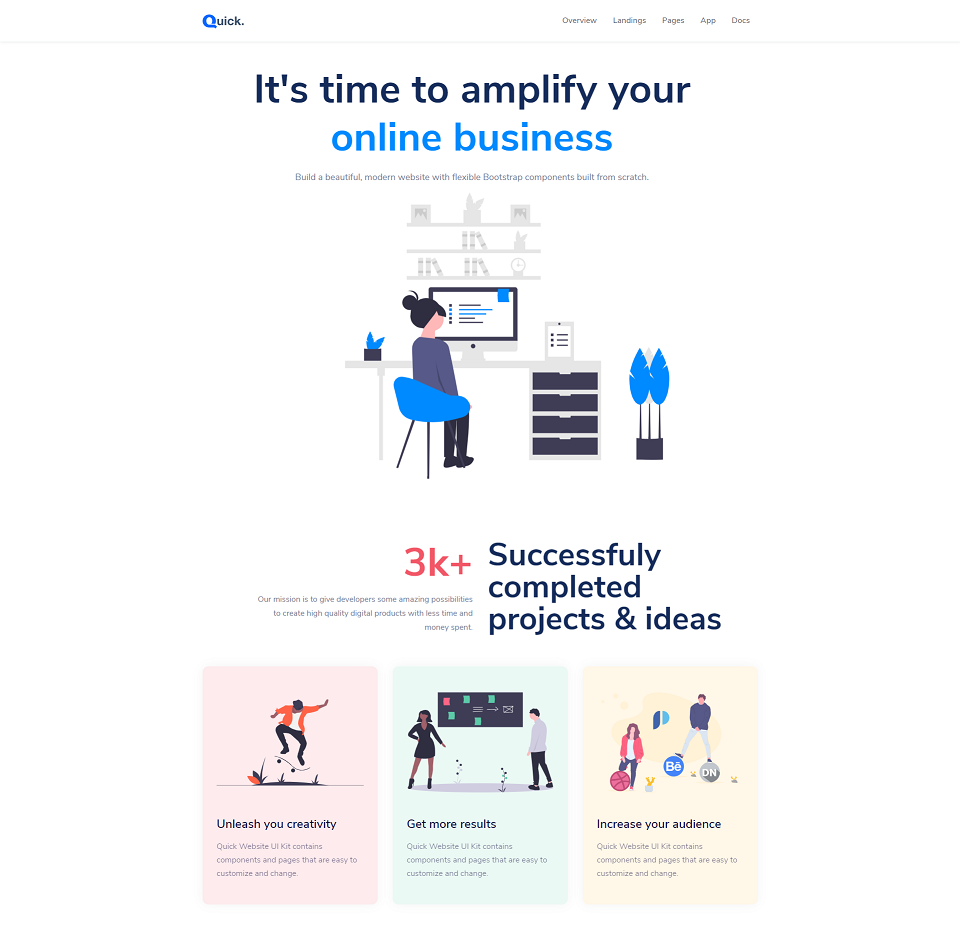 Quick.
Overview Landings Pages App Docs
It's time to amplify your
online business
Build a beautiful, modern website with flexible Bootstrap components built from scratch.
3k+
Our mission is to give developers some amazing possibilities
to create high quality digital products with less time and
money spent.
Successfuly
completed
projects & ideas
Unleash you creativity
Quick Website UI Kit contains
components and pages that are easy to
customize and change.
Get more results
Quick Website UI Kit contains
components and pages that are easy to
customize and change.
Bē
DN
Increase your audience
Quick Website UI Kit contains
components and pages that are easy to
customize and change.